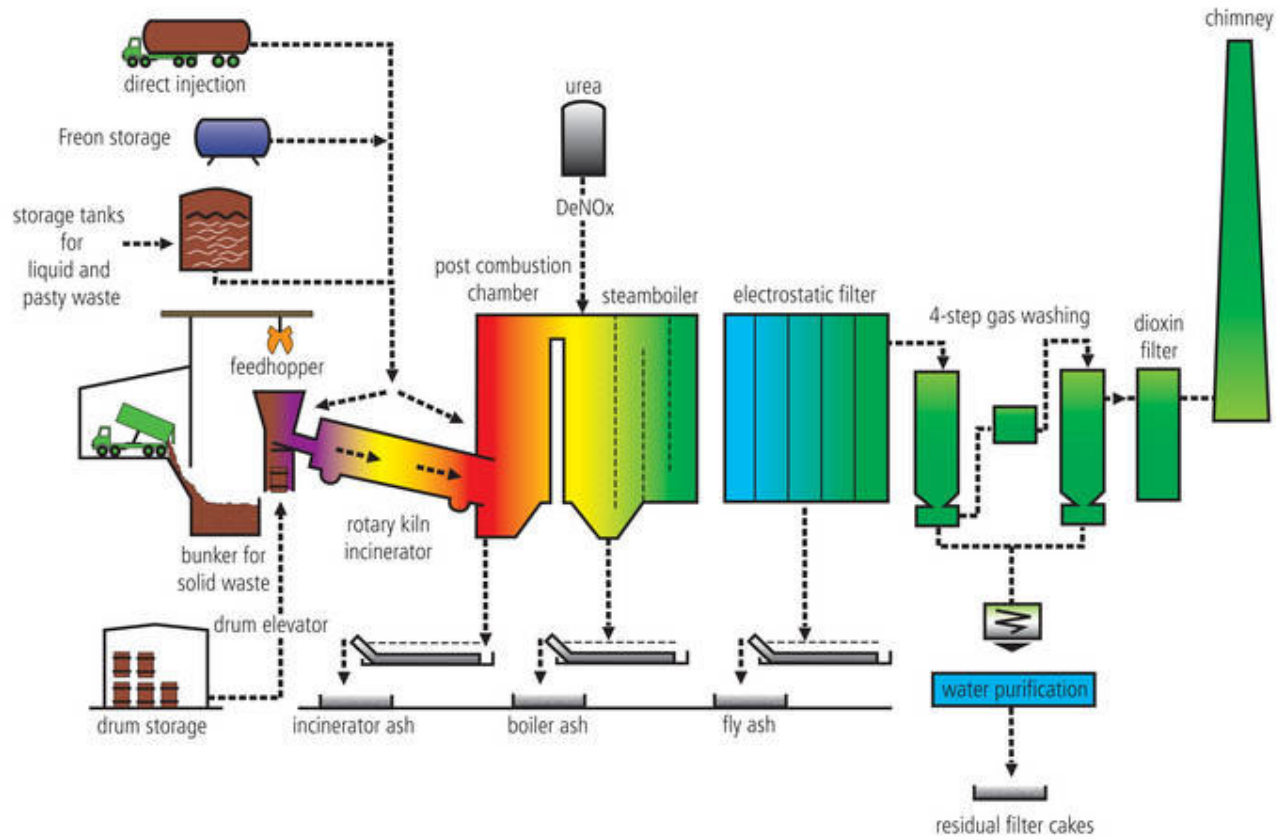 chimney
direct injection
urea
Freon storage
DeNOx
storage tanks
for
liquid and
pasty waste
post combustion
chamber
steamboiler
electrostatic filter
4-step gas washing
dioxin
filter
feedhopper
rotary kiln
incinerator
bunker for
solid waste
drum elevator
drum storage
incinerator ash
boiler ash
fly ash
water purification
residual filter cakes